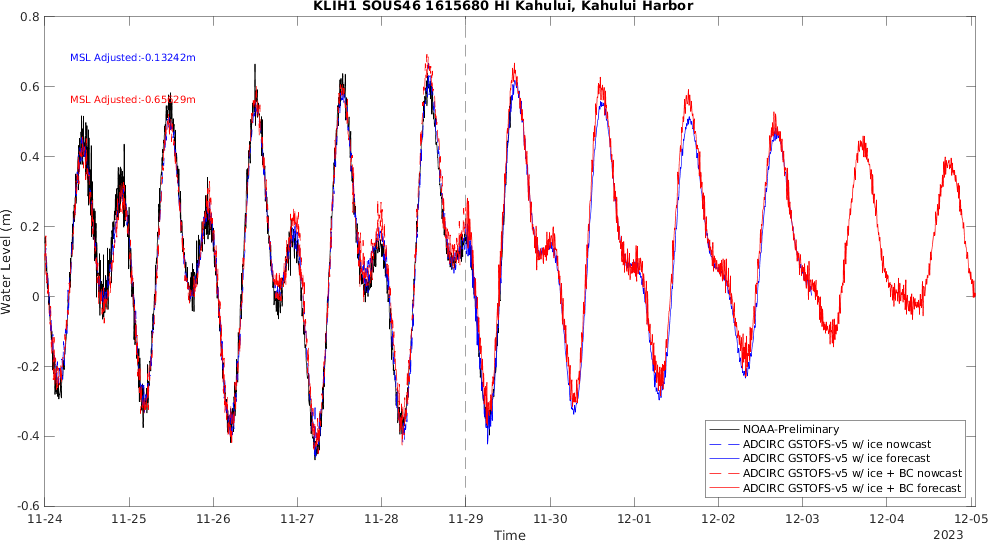 KLIH1 SOUS46 1615680 HI Kahului, Kahului Harbor
0.8
0.6
0.4
0.2
0
-0.2
-0.4
-0.6
Water Level (m)
MSL Adjusted:-0.13242m
MSL Adjusted:-0.65829m
NOAA-Preliminary
ADCIRC GSTOFS-v5 w/ ice nowcast
ADCIRC GSTOFS-v5 w/ ice forecast
ADCIRC GSTOFS-v5 w/ ice + BC nowcast
ADCIRC GSTOFS-v5 w/ ice + BC forecast
11-24 11-25 11-26 11-27 11-28 11-29 11-30 12-01 12-02 12-03 12-04 12-05
Time
2023